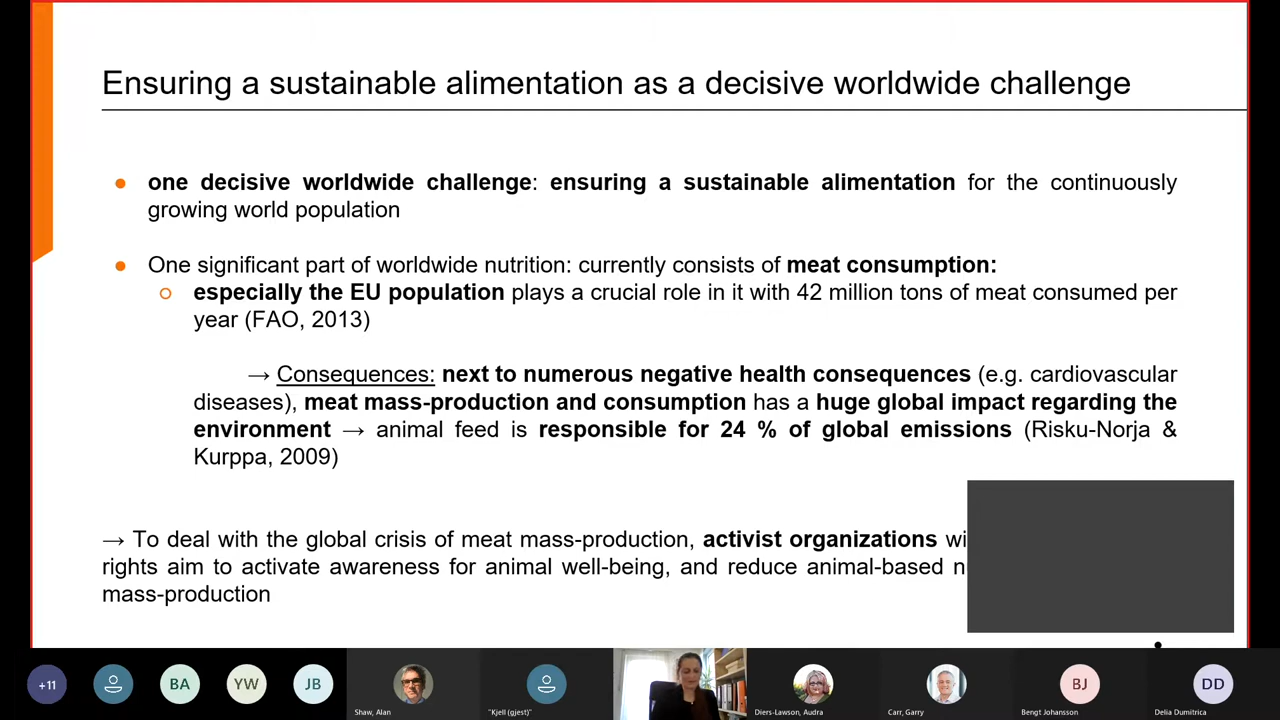 Ensuring a sustainable alimentation as a decisive worldwide challenge
● one decisive worldwide challenge: ensuring a sustainable alimentation for the continuously
growing world population
● One significant part of worldwide nutrition: currently consists of meat consumption:
○ especially the EU population plays a crucial role in it with 42 million tons of meat consumed per
year (FAO, 2013)
→ Consequences: next to numerous negative health consequences (e.g. cardiovascular
diseases), meat mass-production and consumption has a huge global impact regarding the
environment → animal feed is responsible for 24 % of global emissions (Risku-Norja &
Kurppa, 2009)
→ To deal with the global crisis of meat mass-production, activist organizations
rights aim to activate awareness for animal well-being, and reduce animal-based
mass-production
+11
BA
YW
JB
Shaw, Alan
"Kjell (gjest)"
Diers-Lawson, Audra
Carr, Garry
BJ
Bengt Johansson
DD
Delia Dumitrica